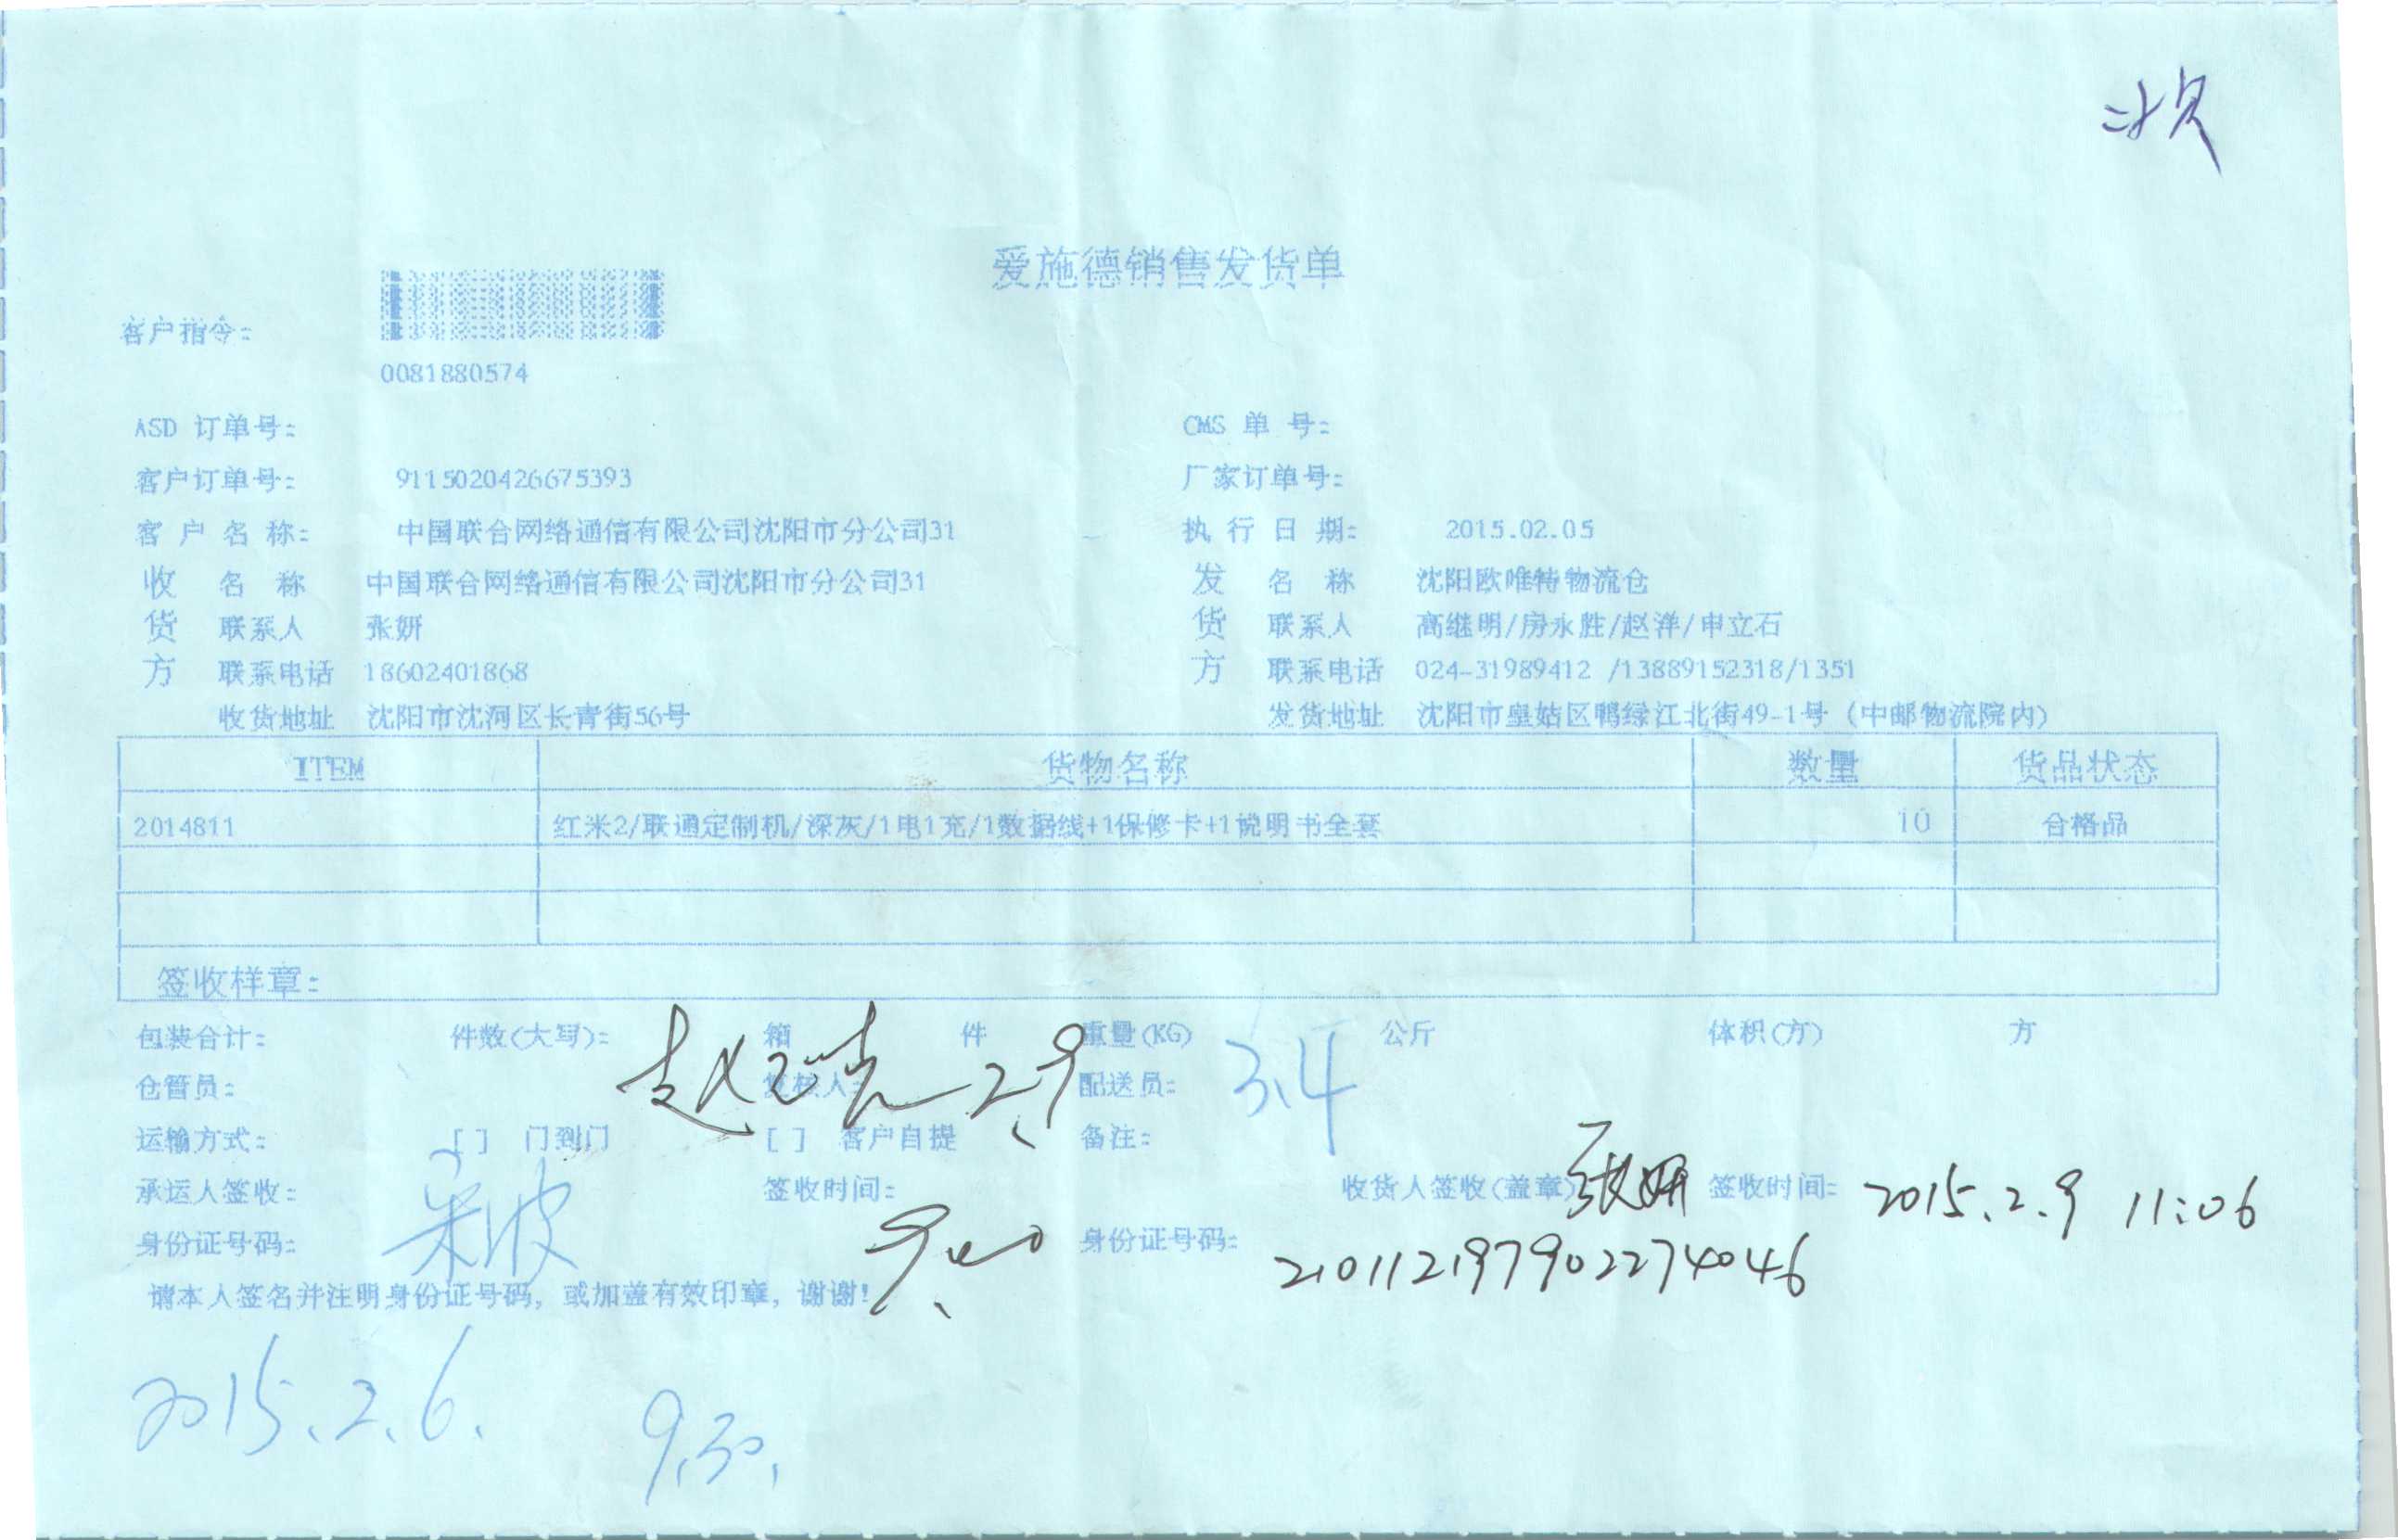 二次
爱施德销售发货单
客户指令:
0081880574
ASD 订单号: CMS 单 号:
客户订单号: 9115020426675393 厂家订单号:
客 户 名 称: 中国联合网络通信有限公司沈阳市分公司31 执 行 日 期: 2015.02.05
收 名 称 中国联合网络通信有限公司沈阳市分公司31 发 名 称 沈阳欧唯特物流仓
货 联系人 张妍 货 联系人 高继明/房永胜/赵洋/申立石
方 联系电话 18602401868 方 联系电话 024-31989412 /13889152318/1351
收货地址 沈阳市沈河区长青街56号 发货地址 沈阳市皇姑区鸭绿江北街49-1号 (中邮物流院内)
ITEM 货物名称 数量 货品状态
2014811 红米2/联通定制机/深灰/1电1充/1数据线+1保修卡+1说明书全套 10 合格品
签收样章:
包装合计: 件数(大写): 箱 件 重量(KG) 公斤 体积(方) 方
仓管员: 复核人: 2.9 配送员: 3.4
运输方式: [ ] 门到门 [ ] 客户自提 备注:
承运人签收: 宋波 签收时间: 收货人签收(盖章) 张妍 签收时间: 2015.2.9 11:06
身份证号码: 身份证号码: 210112197902274046
请本人签名并注明身份证号码, 或加盖有效印章, 谢谢!
2015.2.6. 9.30.